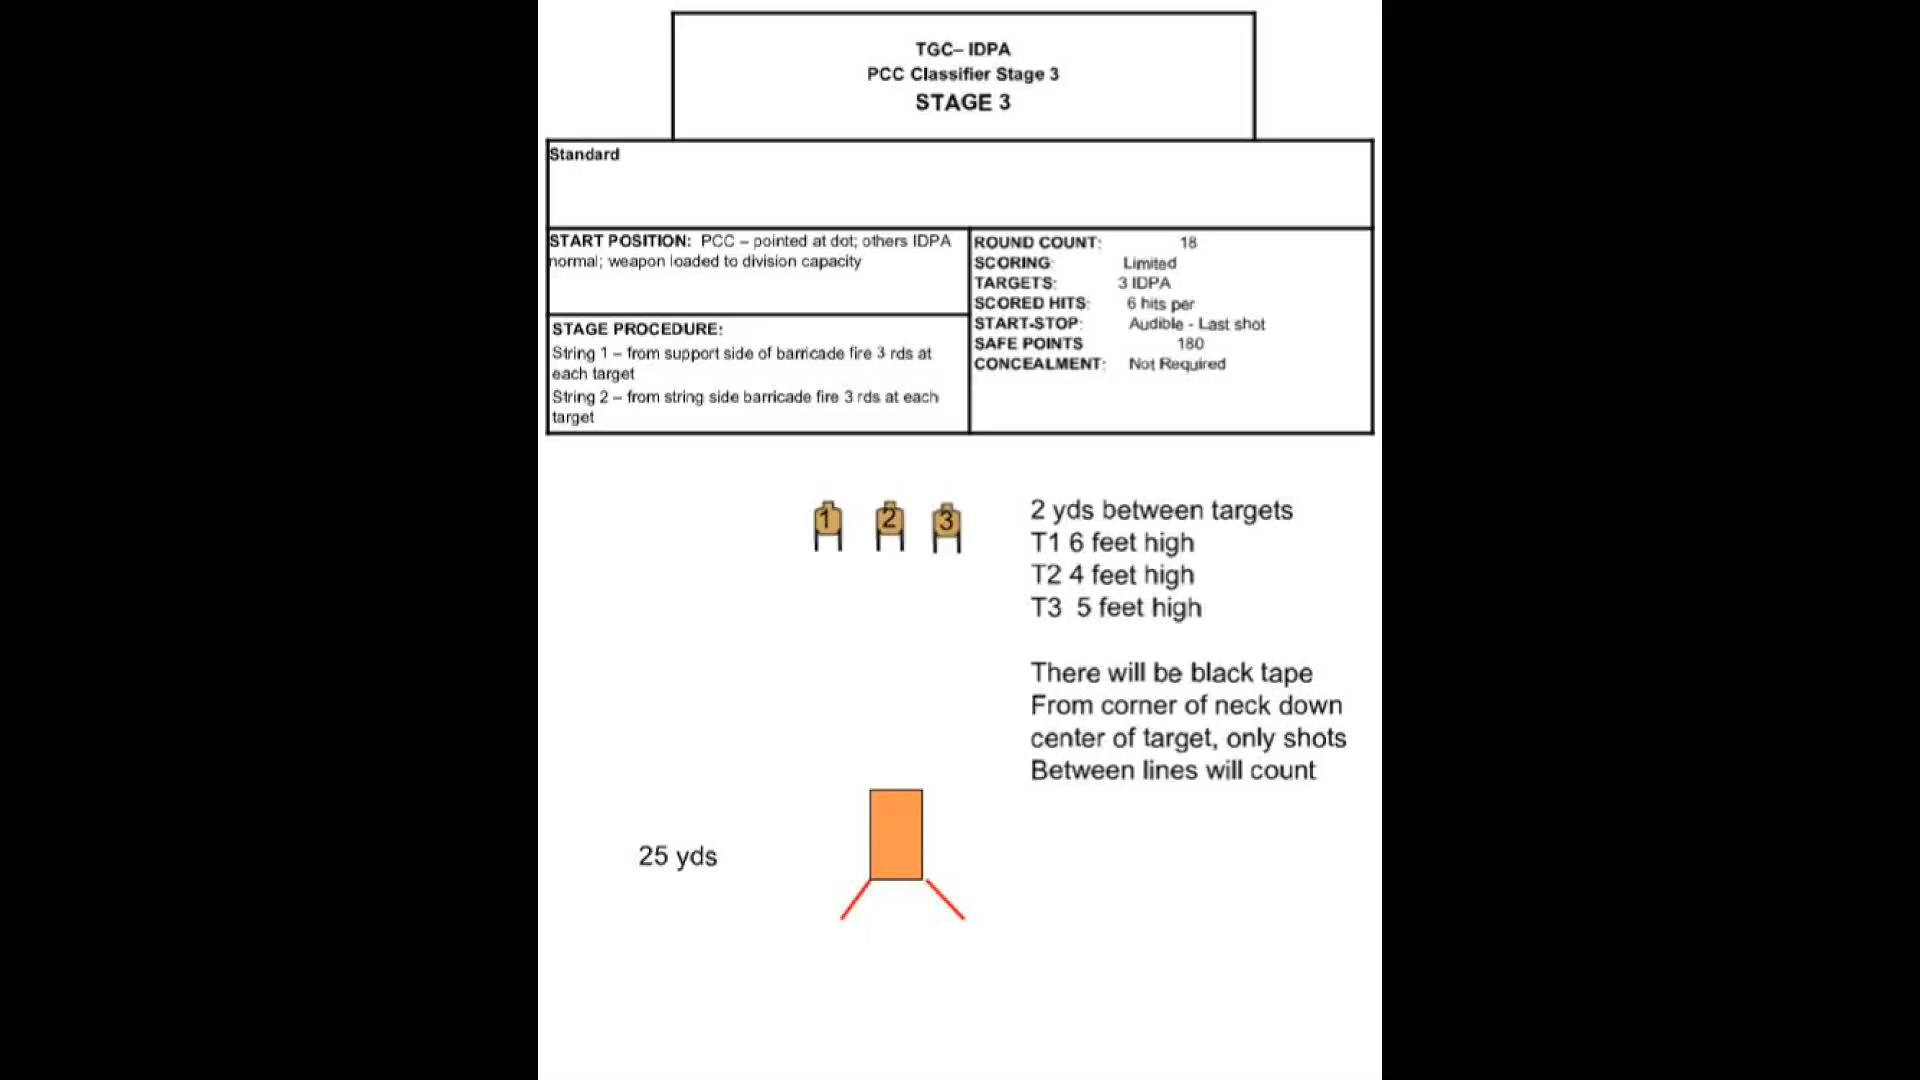 TGC– IDPA
PCC Classifier Stage 3
STAGE 3
Standard
START POSITION: PCC – pointed at dot; others IDPA
normal; weapon loaded to division capacity
STAGE PROCEDURE:
String 1 – from support side of barricade fire 3 rds at
each target
String 2 – from string side barricade fire 3 rds at each
target
ROUND COUNT: 18
SCORING: Limited
TARGETS: 3 IDPA
SCORED HITS: 6 hits per
START-STOP: Audible - Last shot
SAFE POINTS 180
CONCEALMENT: Not Required
1 2 3
2 yds between targets
T1 6 feet high
T2 4 feet high
T3 5 feet high
There will be black tape
From corner of neck down
center of target, only shots
Between lines will count
25 yds